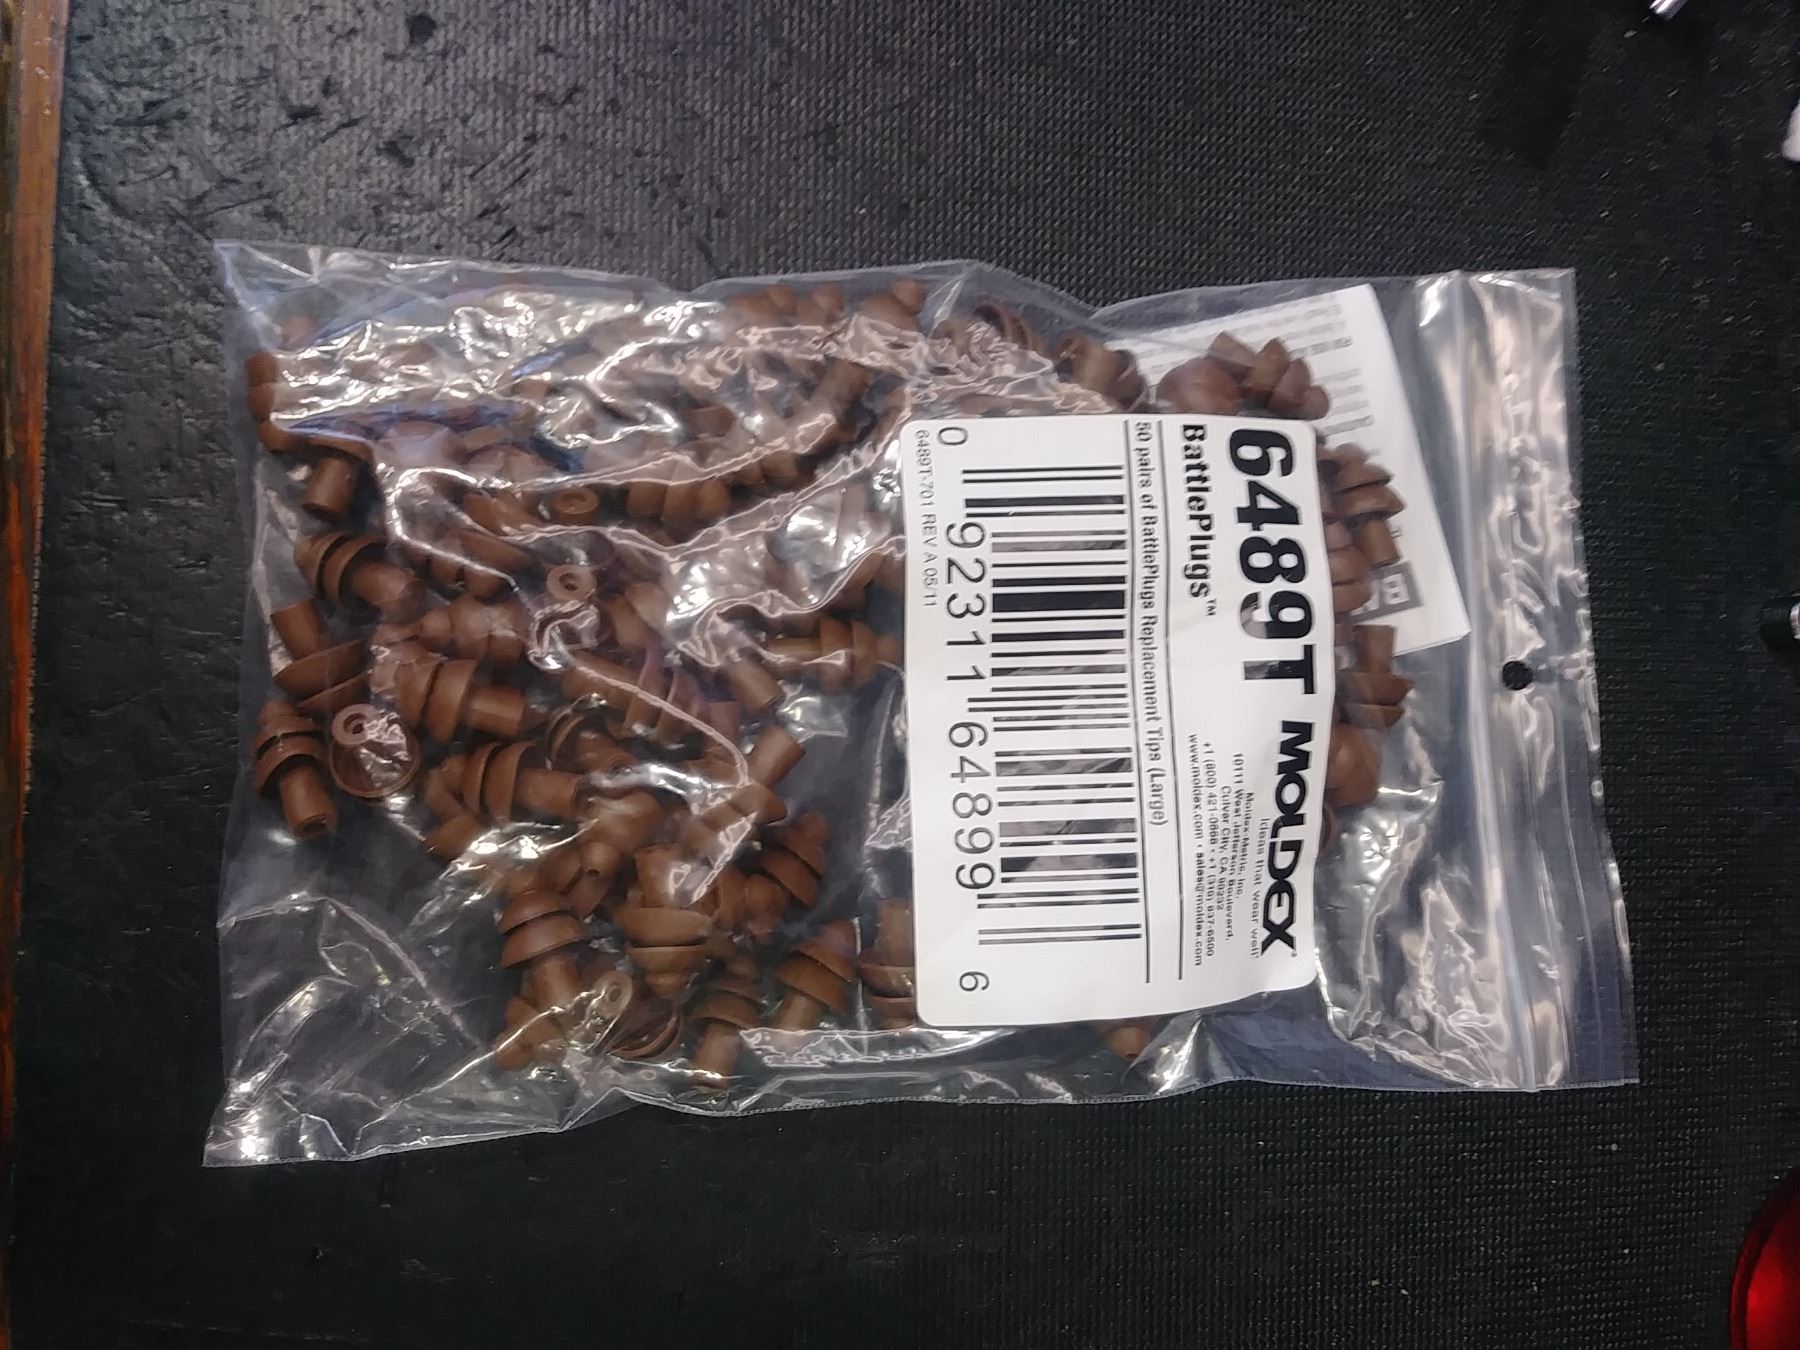 6489T MOLDEX®
Ideas that wear well!
Moldex-Metric, Inc.
10111 West Jefferson Boulevard,
Culver City, CA 90232
+1 (800) 421-0668 • +1 (310) 837-6500
www.moldex.com • sales@moldex.com
BattlePlugs™
50 pairs of BattlePlugs Replacement Tips (Large)
0 92311 64899 6
6489T-701 REV A 05/11